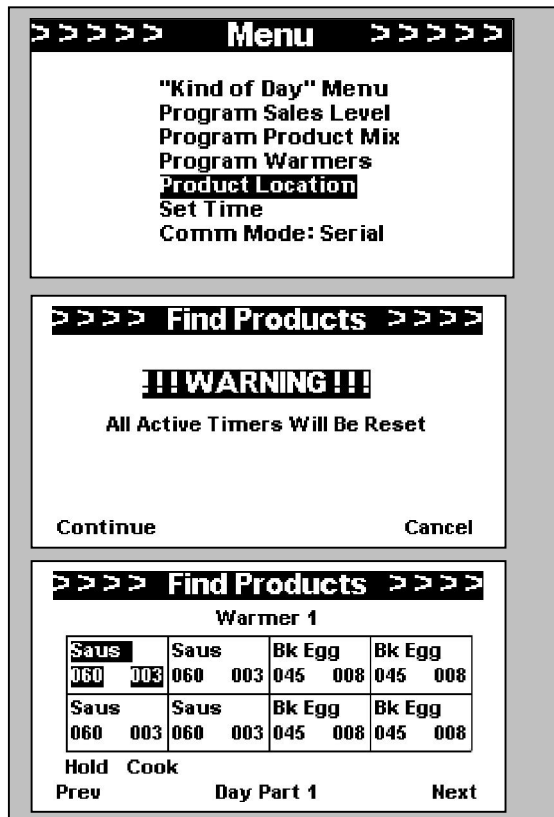 > > > > > Menu > > > > >
"Kind of Day" Menu
Program Sales Level
Program Product Mix
Program Warmers
Product Location
Set Time
Comm Mode: Serial
> > > > Find Products > > > >
!!! WARNING !!!
All Active Timers Will Be Reset
Continue Cancel
> > > > Find Products > > > >
Warmer 1
Saus Saus Bk Egg Bk Egg
060 003 060 003 045 008 045 008
Saus Saus Bk Egg Bk Egg
060 003 060 003 045 008 045 008
Hold Cook
Prev Day Part 1 Next